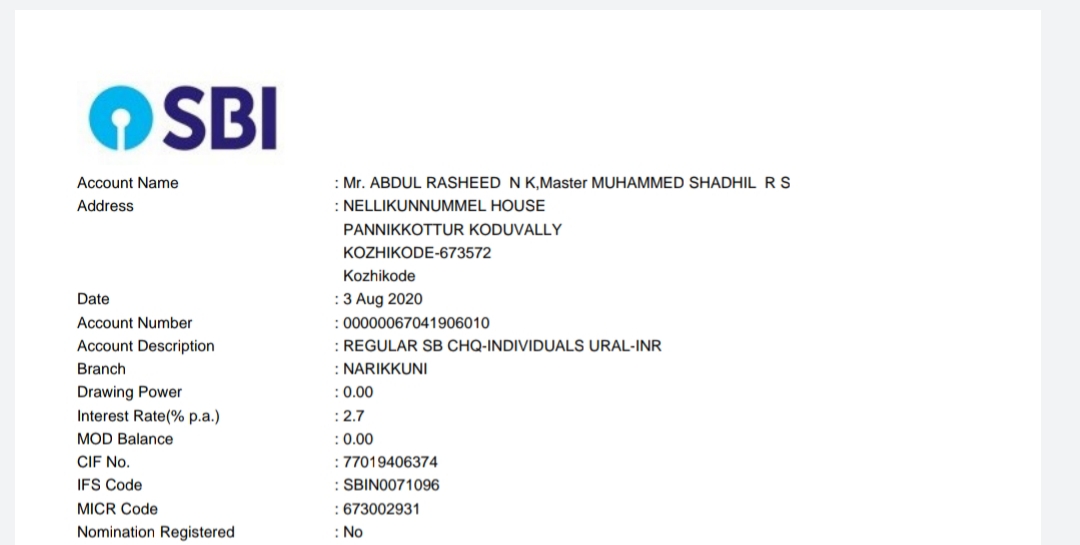 SBI
Account Name : Mr. ABDUL RASHEED N K,Master MUHAMMED SHADHIL R S
Address : NELLIKUNNUMMEL HOUSE
PANNIKKOTTUR KODUVALLY
KOZHIKODE-673572
Kozhikode
Date : 3 Aug 2020
Account Number : 00000067041906010
Account Description : REGULAR SB CHQ-INDIVIDUALS URAL-INR
Branch : NARIKKUNI
Drawing Power : 0.00
Interest Rate(% p.a.) : 2.7
MOD Balance : 0.00
CIF No. : 77019406374
IFS Code : SBIN0071096
MICR Code : 673002931
Nomination Registered : No